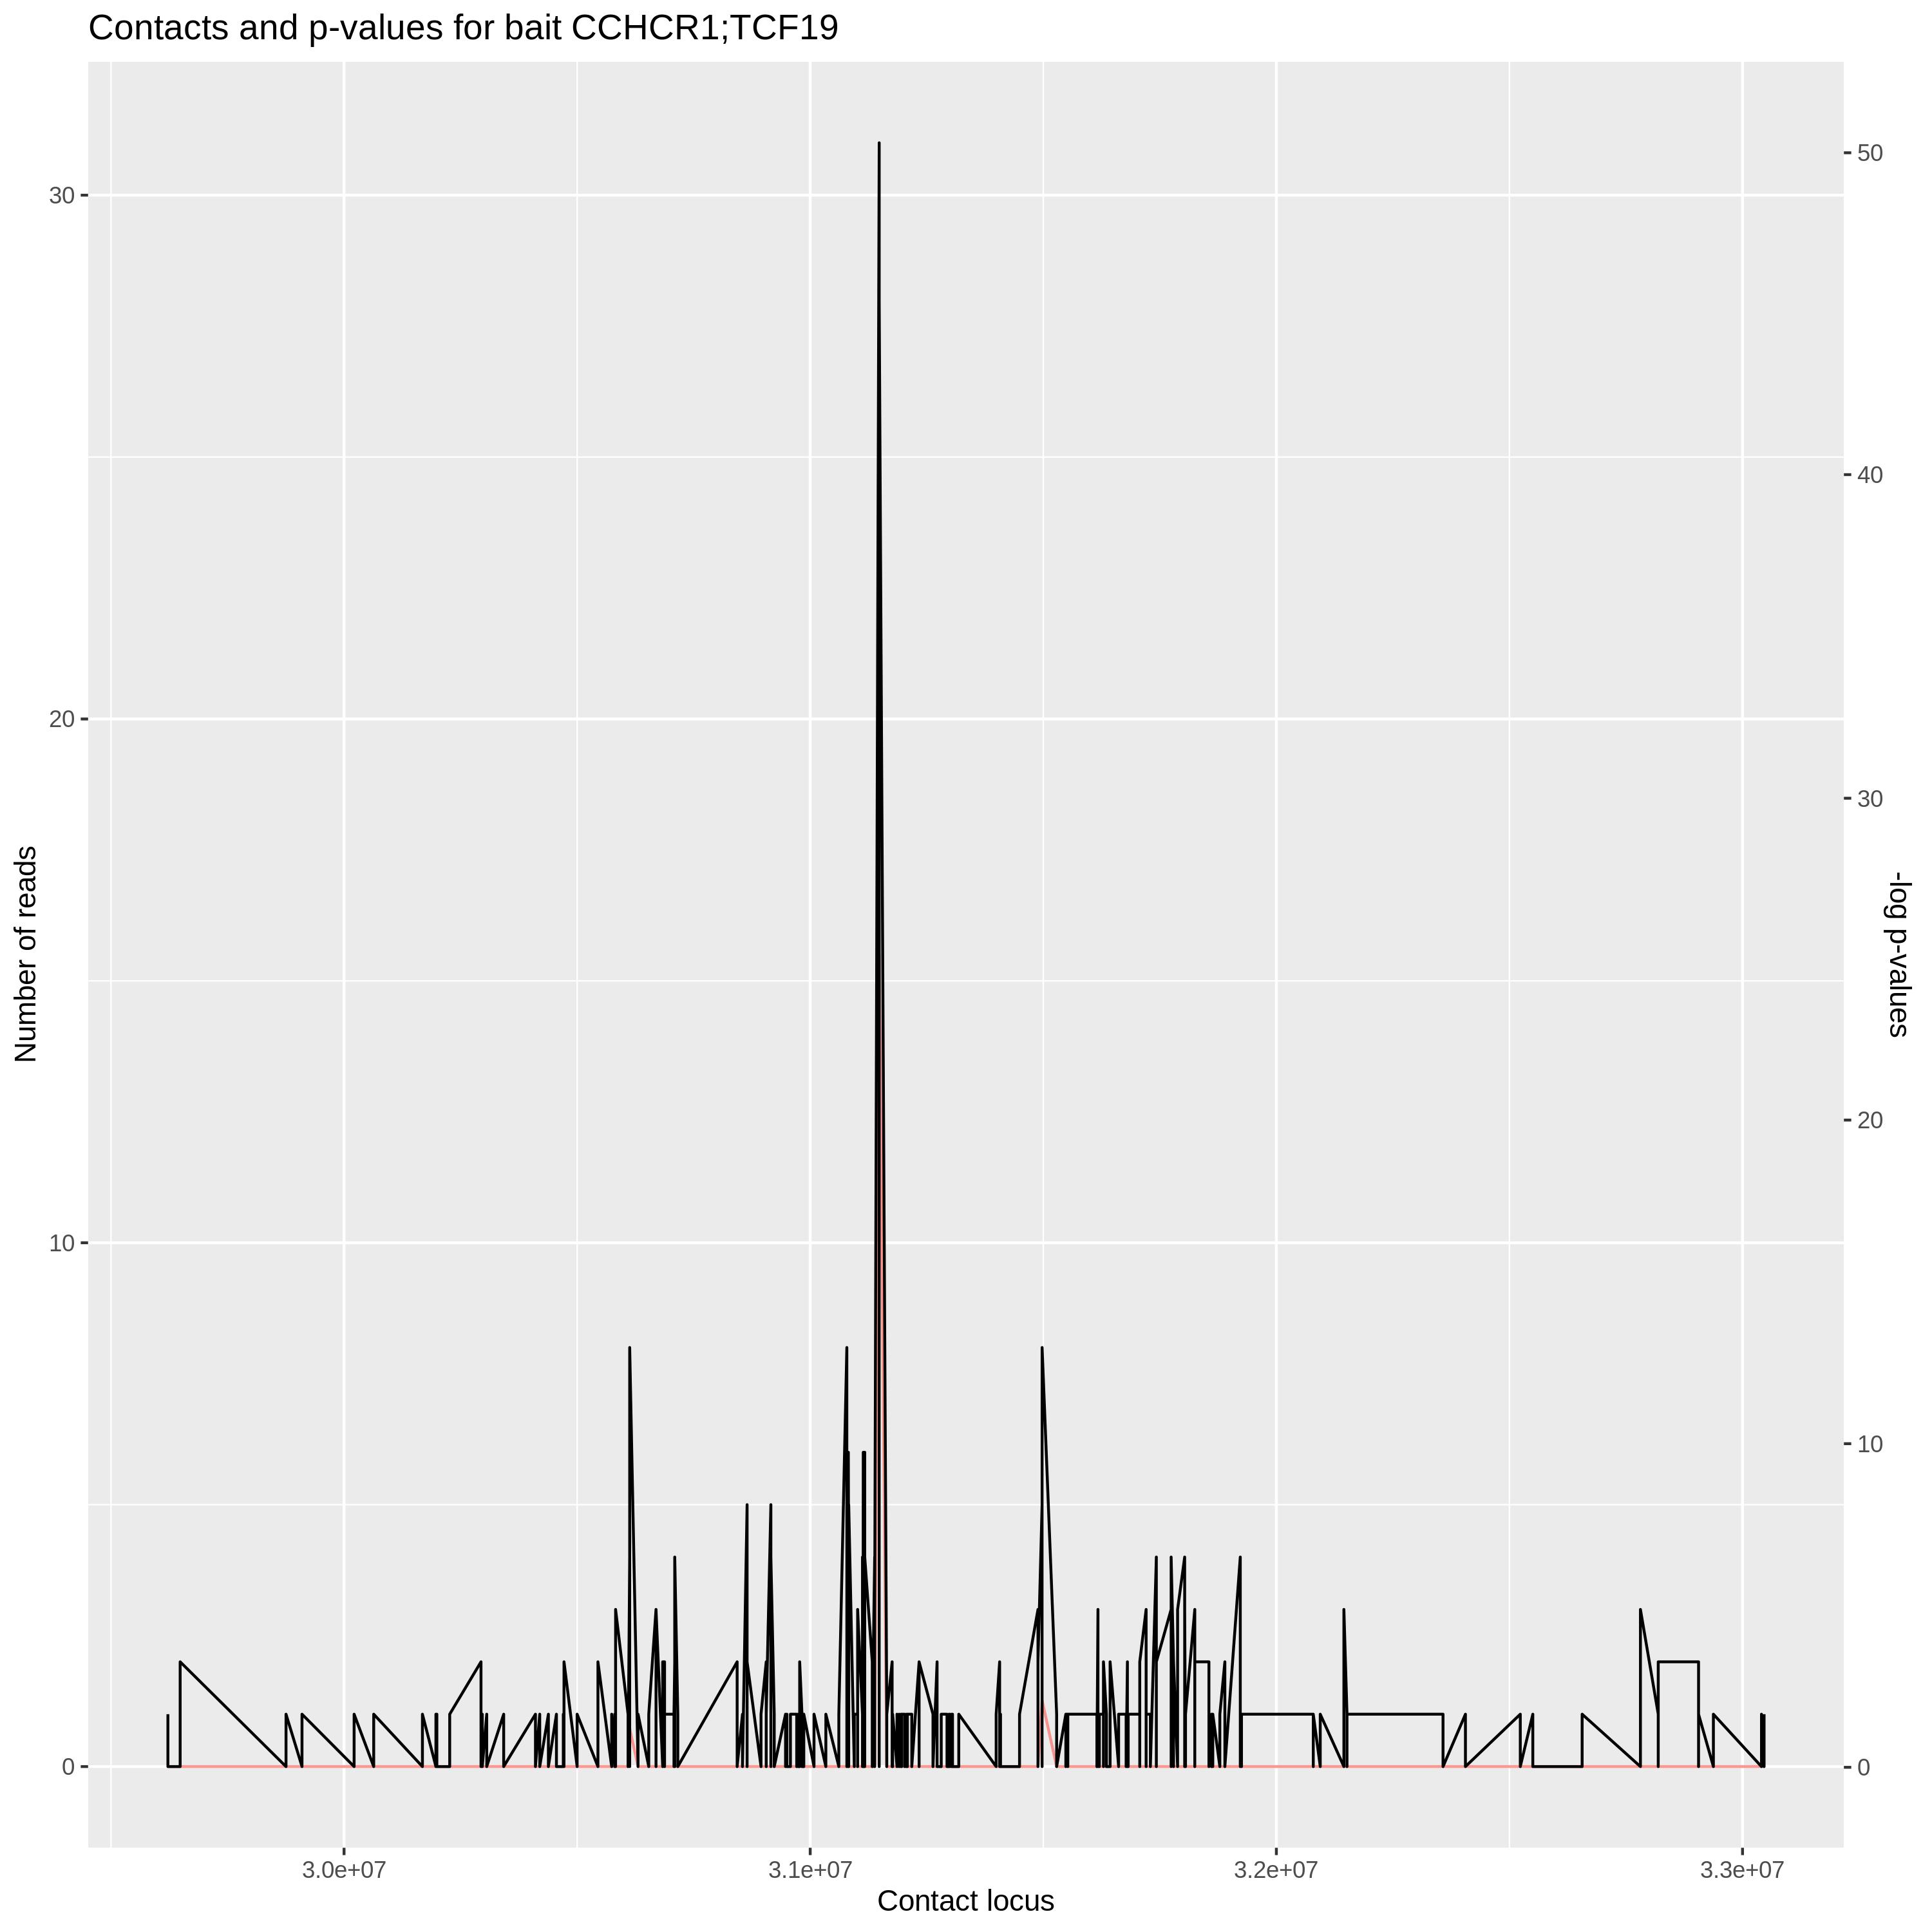 Contacts and p-values for bait CCHCR1;TCF19
Number of reads
30
20
10
0
50
40
30
20
10
0
-log p-values
3.0e+07 3.1e+07 3.2e+07 3.3e+07
Contact locus